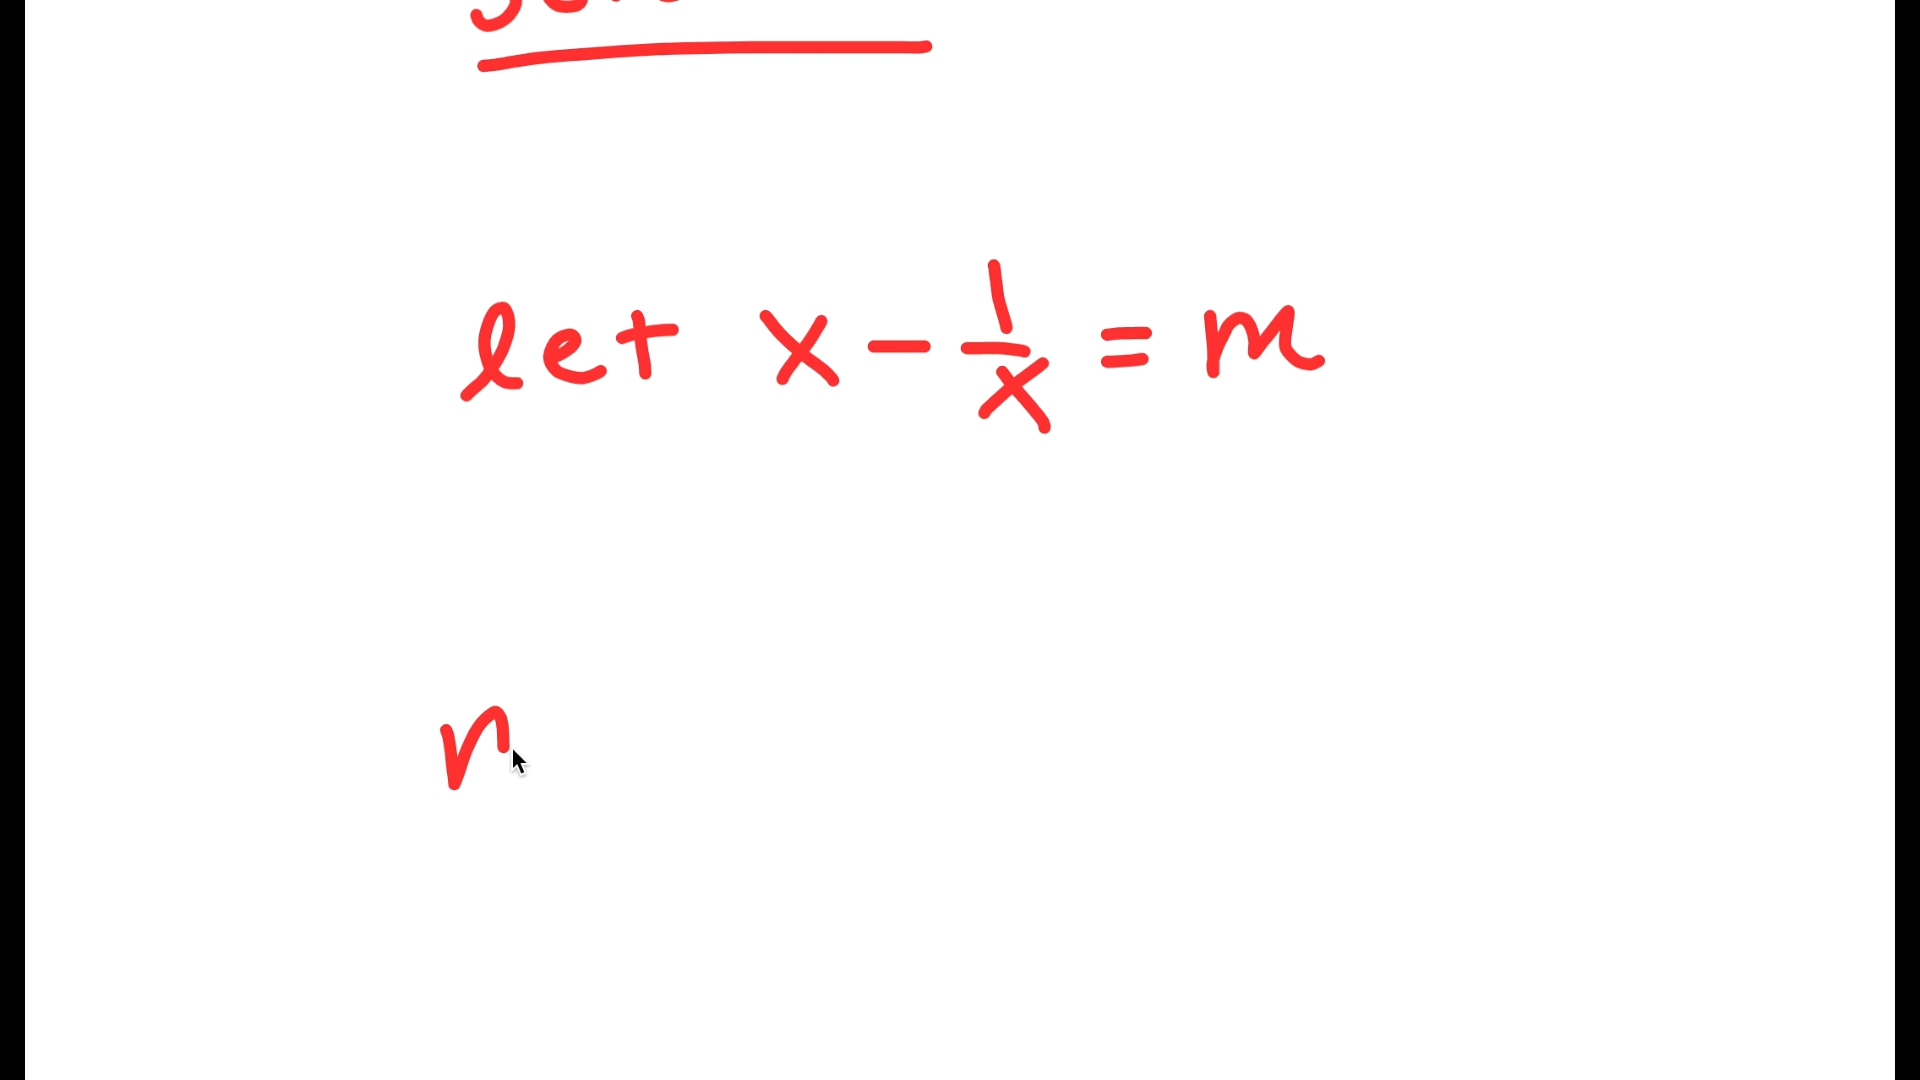 let x - 1/x = m